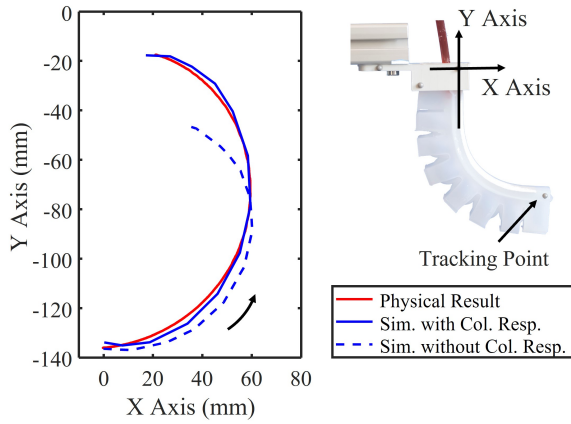 Y Axis (mm)
0
-20
-40
-60
-80
-100
-120
-140
0
20
40
60
80
X Axis (mm)
Y Axis
X Axis
Tracking Point
Physical Result
Sim. with Col. Resp.
Sim. without Col. Resp.